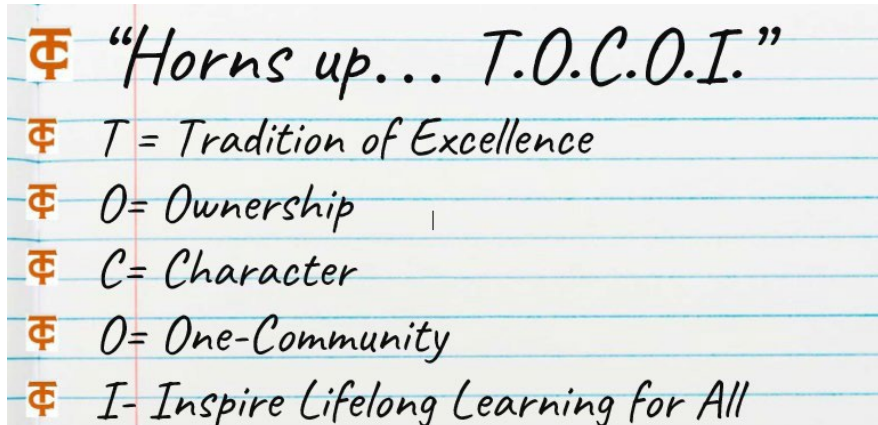 “Horns up... T.O.C.O.I.”
T = Tradition of Excellence
O= Ownership
C= Character
O= One-Community
I- Inspire Lifelong Learning for All